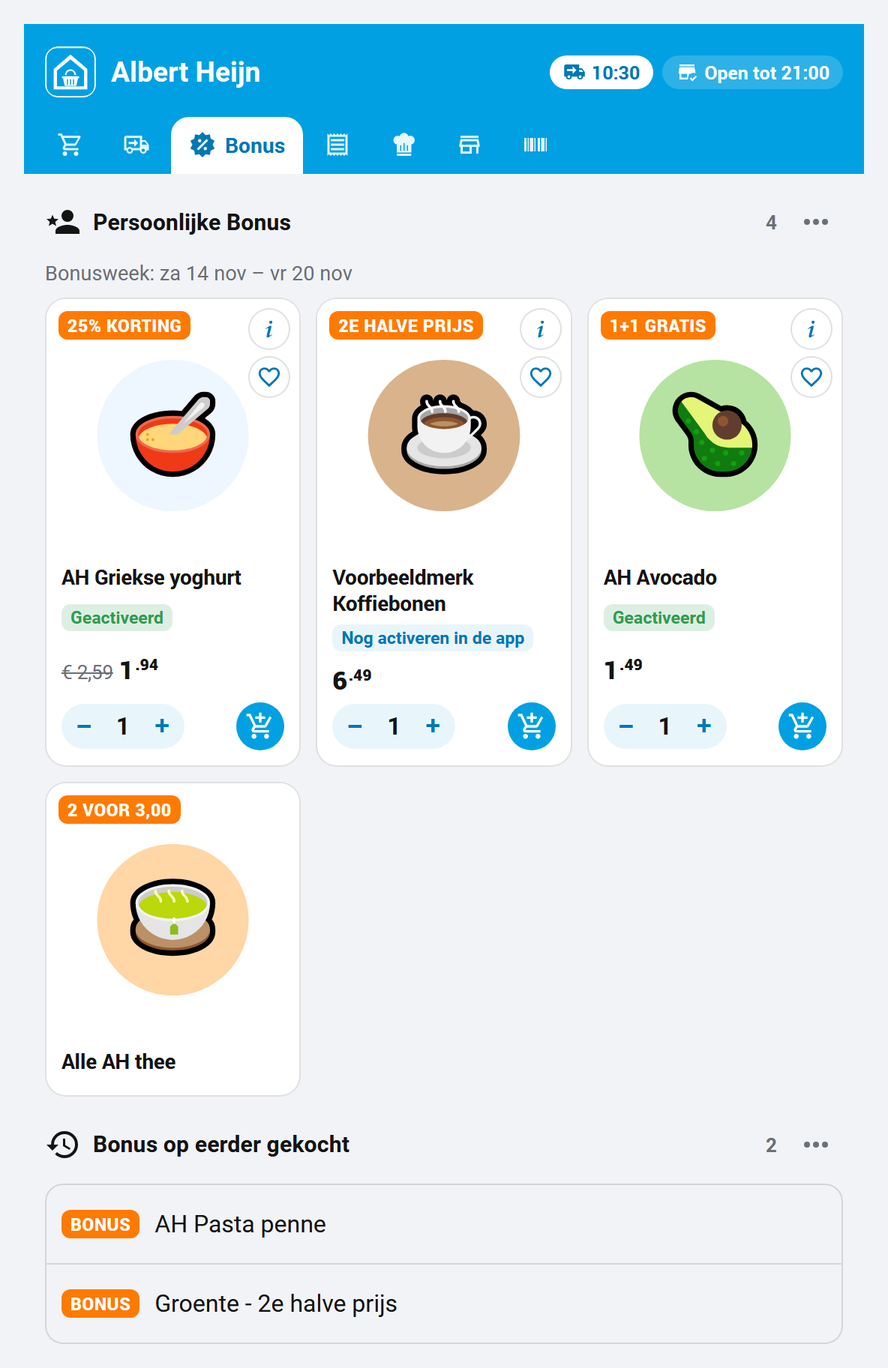 Albert Heijn
10:30
Open tot 21:00
Bonus
Persoonlijke Bonus
4
Bonusweek: za 14 nov – vr 20 nov
25% KORTING
i
AH Griekse yoghurt
Geactiveerd
€ 2,59 1.94
− 1 +
2E HALVE PRIJS
i
Voorbeeldmerk
Koffiebonen
Nog activeren in de app
6.49
− 1 +
1+1 GRATIS
i
AH Avocado
Geactiveerd
1.49
− 1 +
2 VOOR 3,00
Alle AH thee
Bonus op eerder gekocht
2
BONUS AH Pasta penne
BONUS Groente - 2e halve prijs